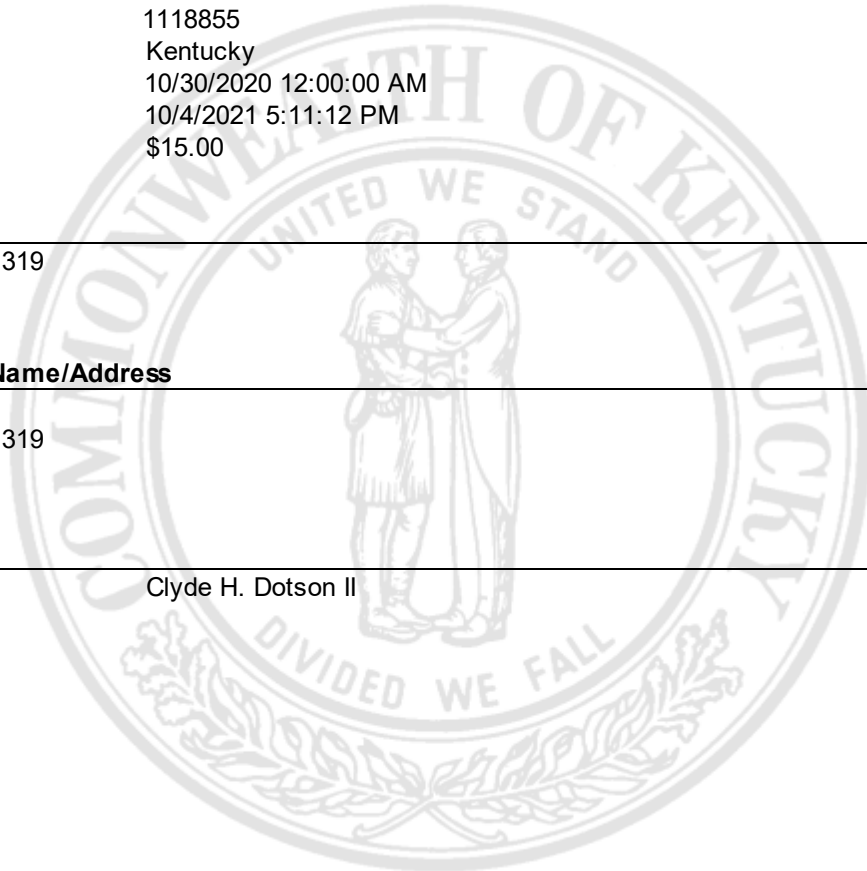 1118855
Kentucky
10/30/2020 12:00:00 AM
10/4/2021 5:11:12 PM
$15.00
319
Name/Address
319
Clyde H. Dotson II
COMMONWEALTH OF KENTUCKY
UNITED WE STAND
DIVIDED WE FALL